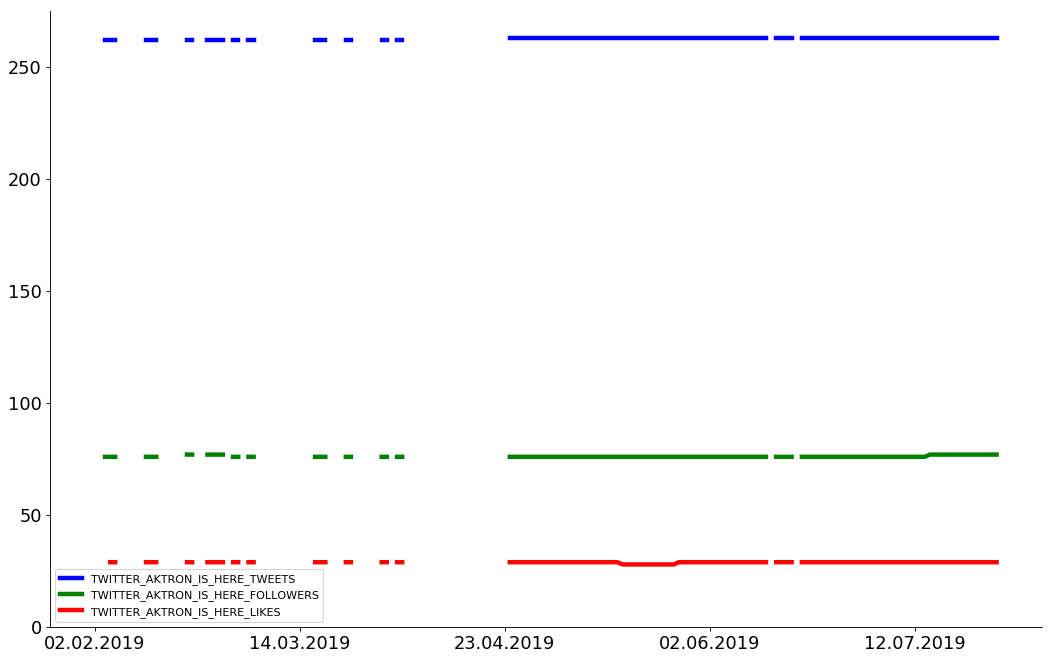 250
200
150
100
50
0
TWITTER_AKTRON_IS_HERE_TWEETS
TWITTER_AKTRON_IS_HERE_FOLLOWERS
TWITTER_AKTRON_IS_HERE_LIKES
02.02.2019 14.03.2019 23.04.2019 02.06.2019 12.07.2019